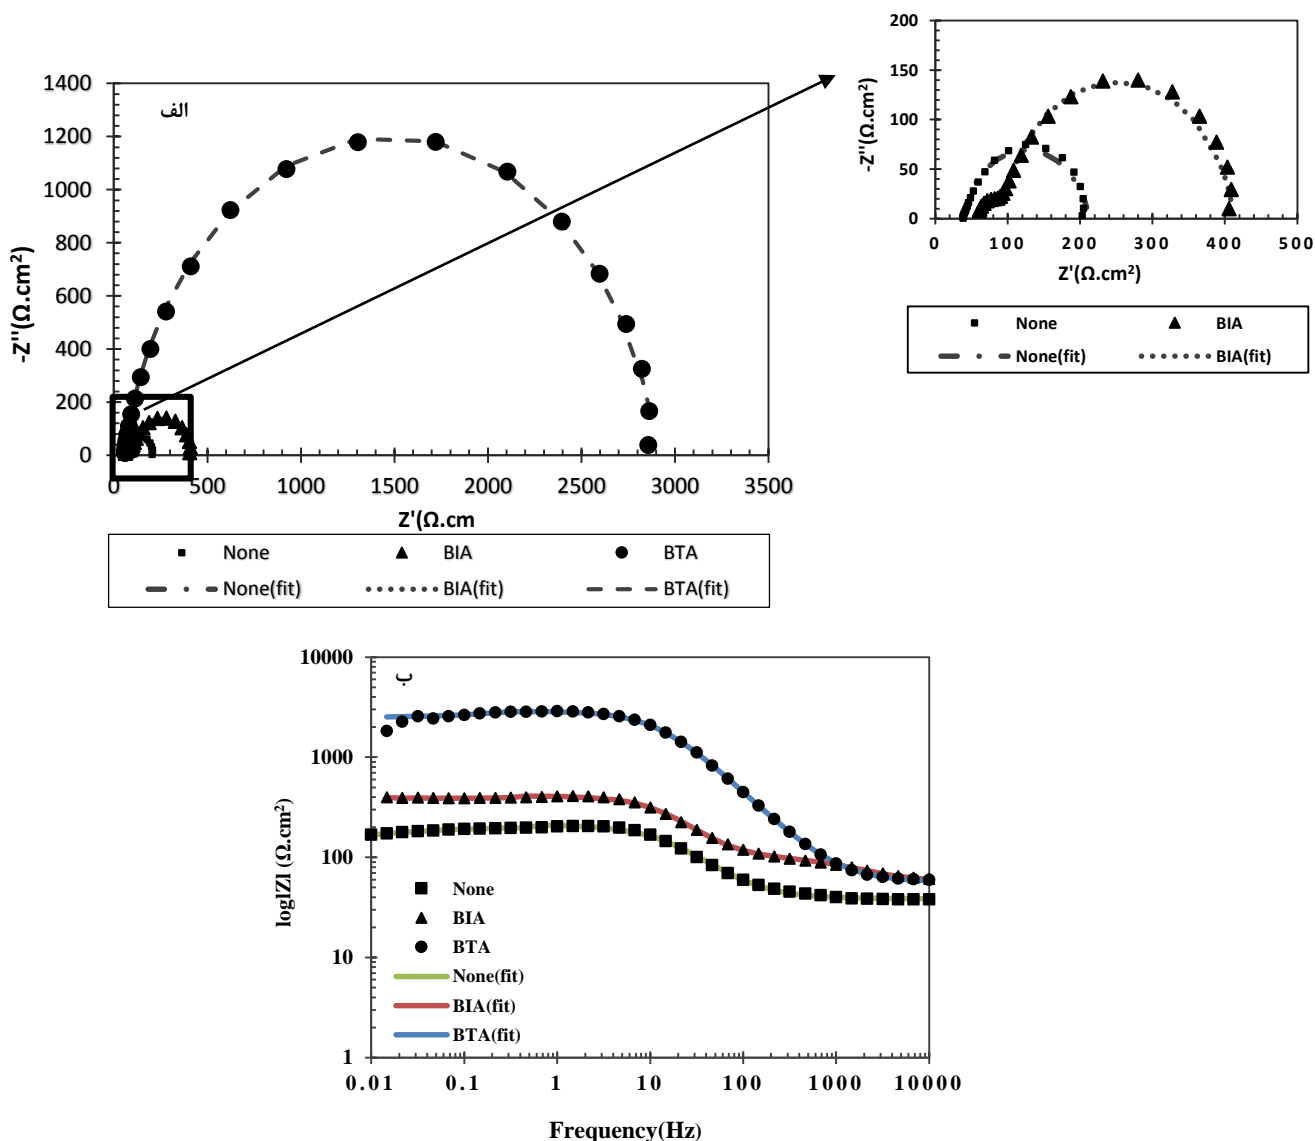 الف
-Z''(Ω.cm²)
1400
1200
1000
800
600
400
200
0
0 500 1000 1500 2000 2500 3000 3500
Z'(Ω.cm
None BIA BTA
None(fit) BIA(fit) BTA(fit)
-Z''(Ω.cm²)
200
150
100
50
0
0 100 200 300 400 500
Z'(Ω.cm²)
None BIA
None(fit) BIA(fit)
ب
log|Z| (Ω.cm²)
10000
1000
100
10
1
None
BIA
BTA
None(fit)
BIA(fit)
BTA(fit)
0.01 0.1 1 10 100 1000 10000
Frequency(Hz)